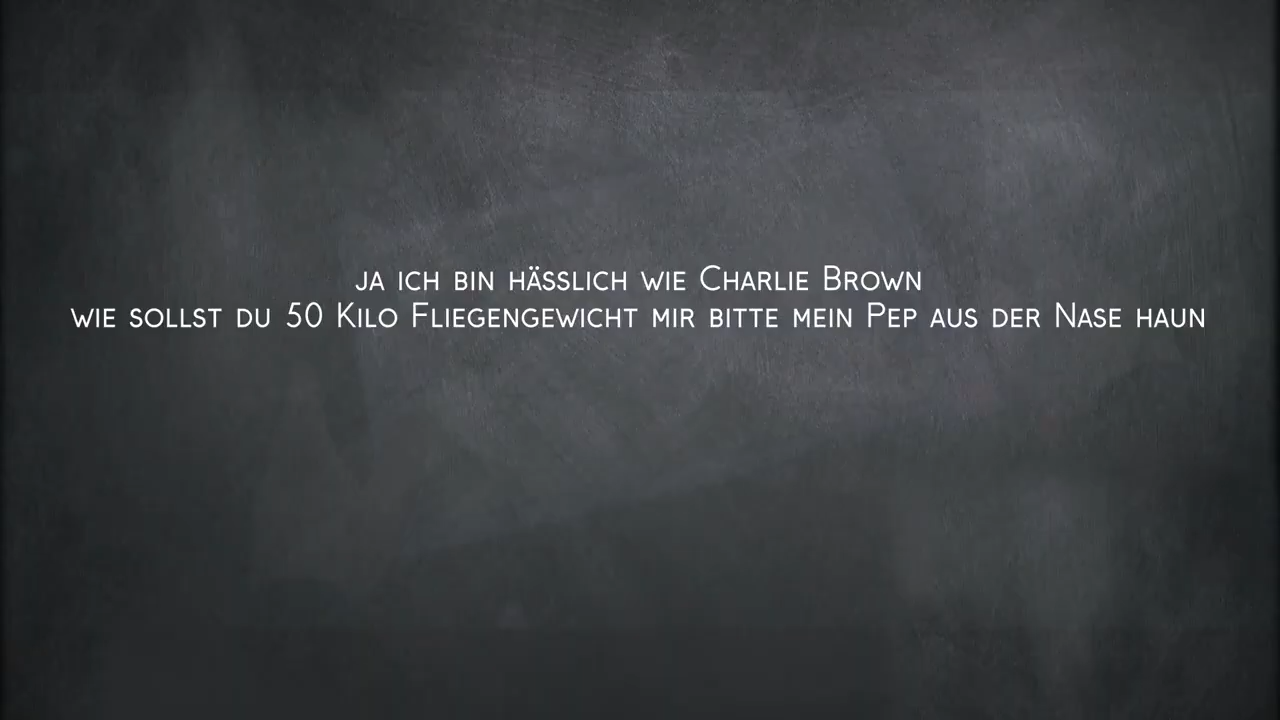 ja ich bin hässlich wie Charlie Brown
wie sollst du 50 Kilo Fliegengewicht mir bitte mein Pep aus der Nase haun